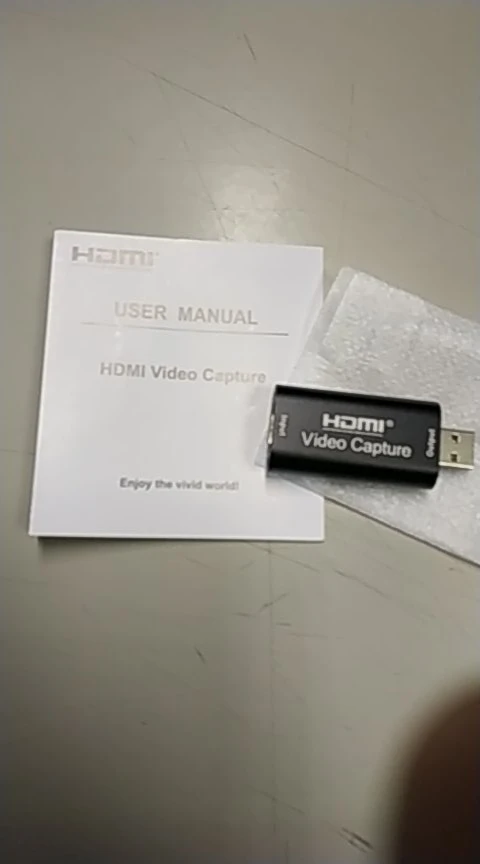 HDMI
USER MANUAL
HDMI Video Capture
Enjoy the vivid world!
Input
HDMI®
Video Capture
Output